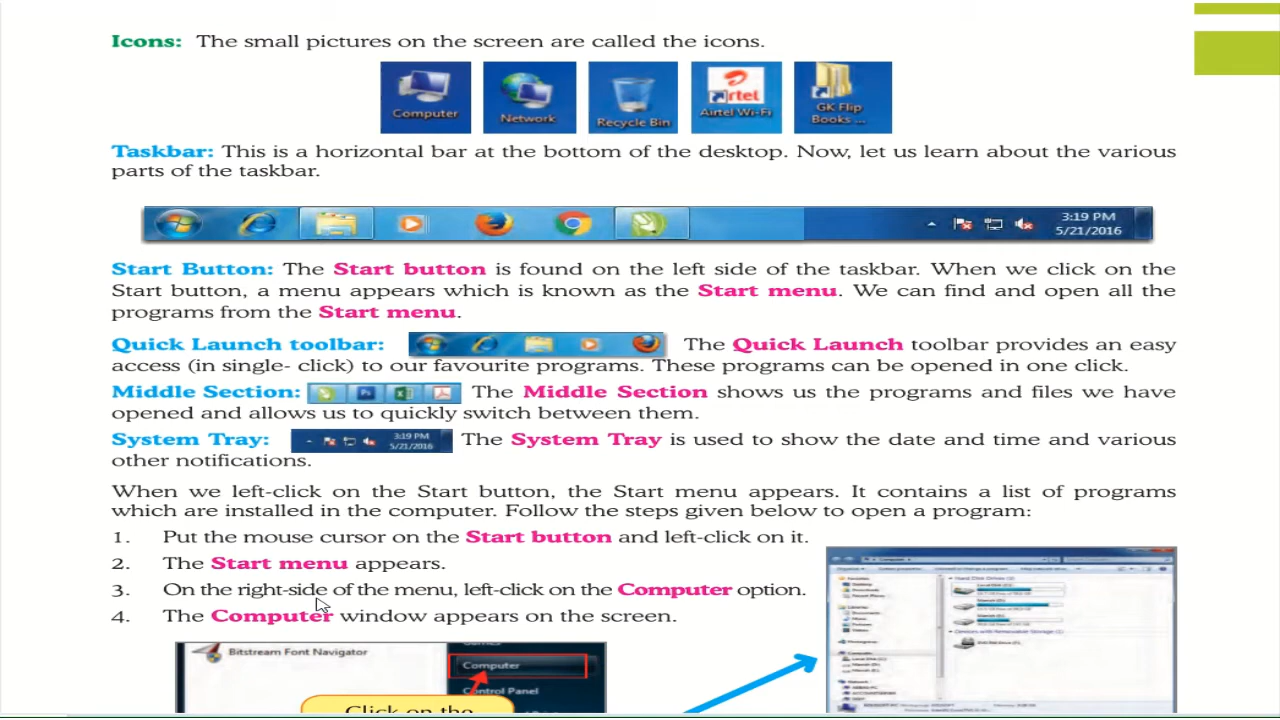 Icons: The small pictures on the screen are called the icons.
Computer
Network
Recycle Bin
Airtel Wi-Fi
GK Flip
Books ...
Taskbar: This is a horizontal bar at the bottom of the desktop. Now, let us learn about the various
parts of the taskbar.
3:19 PM
5/21/2016
Start Button: The Start button is found on the left side of the taskbar. When we click on the
Start button, a menu appears which is known as the Start menu. We can find and open all the
programs from the Start menu.
Quick Launch toolbar: The Quick Launch toolbar provides an easy
access (in single- click) to our favourite programs. These programs can be opened in one click.
Middle Section: The Middle Section shows us the programs and files we have
opened and allows us to quickly switch between them.
System Tray: 3:19 PM The System Tray is used to show the date and time and various
5/21/2016
other notifications.
When we left-click on the Start button, the Start menu appears. It contains a list of programs
which are installed in the computer. Follow the steps given below to open a program:
1. Put the mouse cursor on the Start button and left-click on it.
2. The Start menu appears.
3. On the right of the menu, left-click on the Computer option.
4. The Computer window appears on the screen.
Bitstream Font Navigator
Computer
Control Panel
Click on the